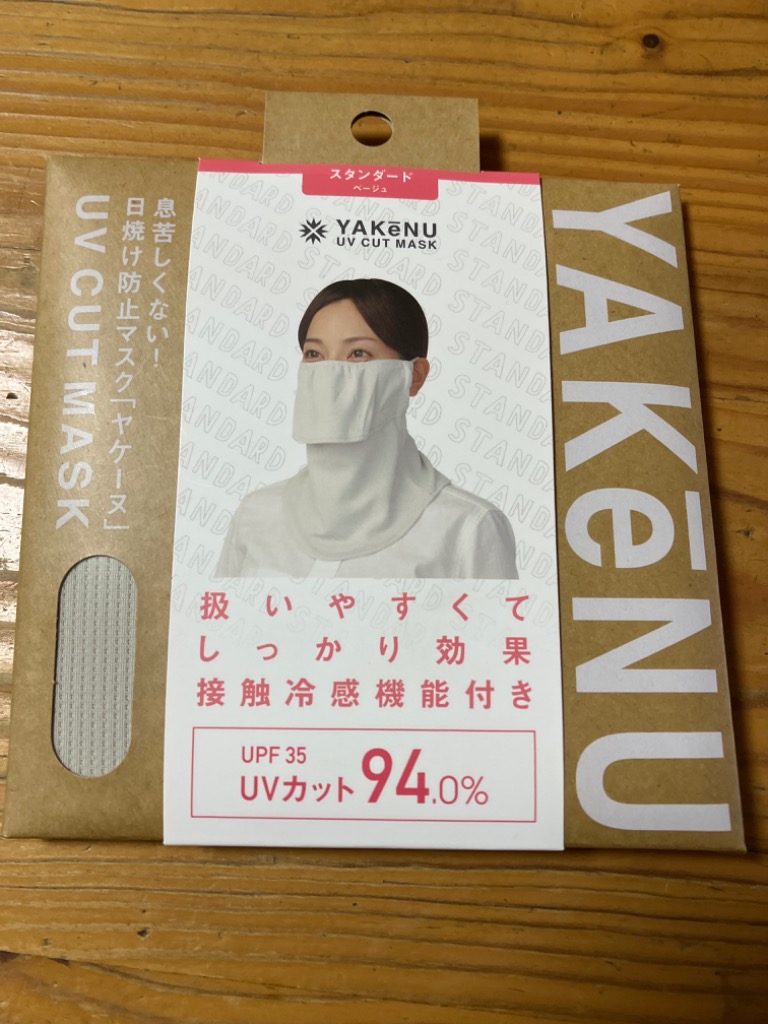 スタンダード
ベージュ
YAKēNU
UV CUT MASK
息苦しくない！
日焼け防止マスク「ヤケーヌ」
UV CUT MASK
扱いやすくて
しっかり効果
接触冷感機能付き
UPF 35
UVカット94.0%
YAKēNU
STANDARD